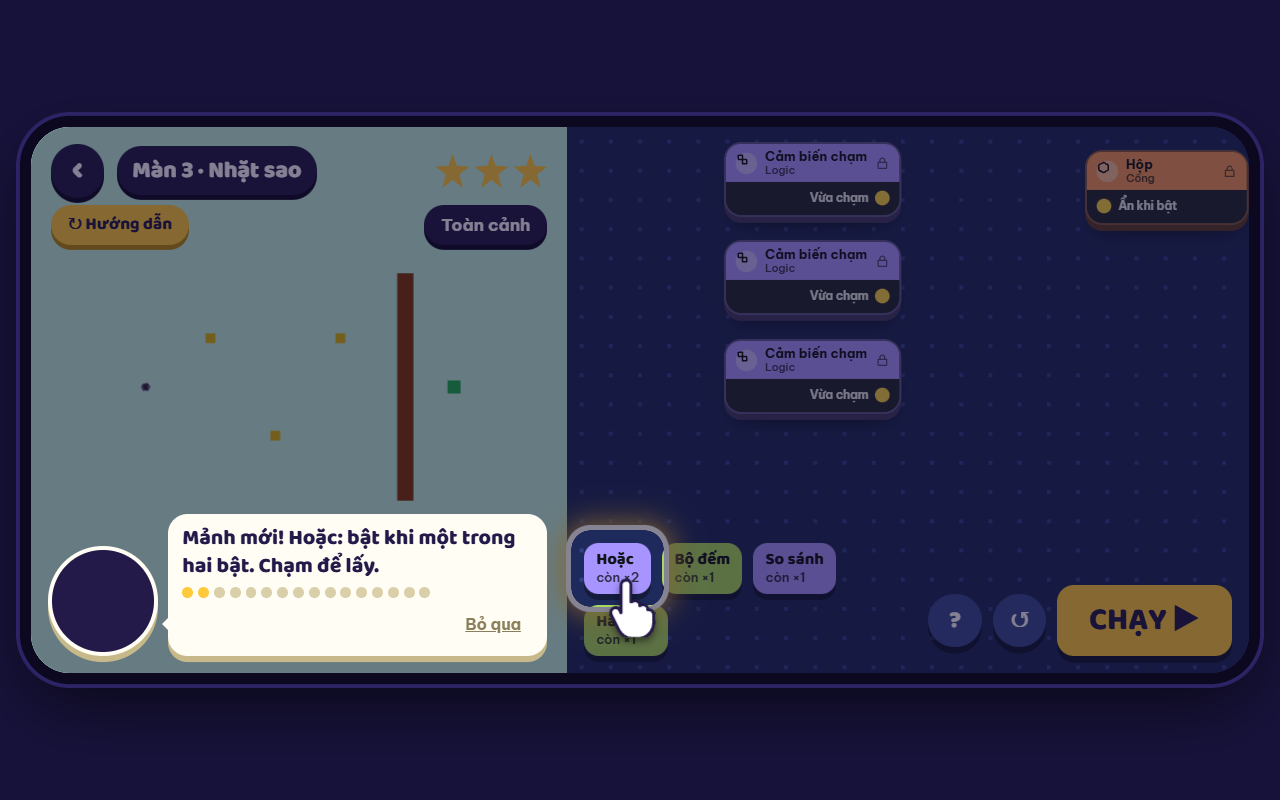 Màn 3 • Nhặt sao
↻ Hướng dẫn
Toàn cảnh
Mảnh mới! Hoặc: bật khi một trong
hai bật. Chạm để lấy.
Bỏ qua
Cảm biến chạm
Logic
Vừa chạm
Cảm biến chạm
Logic
Vừa chạm
Cảm biến chạm
Logic
Vừa chạm
Hộp
Cổng
Ẩn khi bật
Hoặc
còn ×2
Bộ đếm
còn ×1
So sánh
còn ×1
còn ×1
?
↺
CHẠY ▶